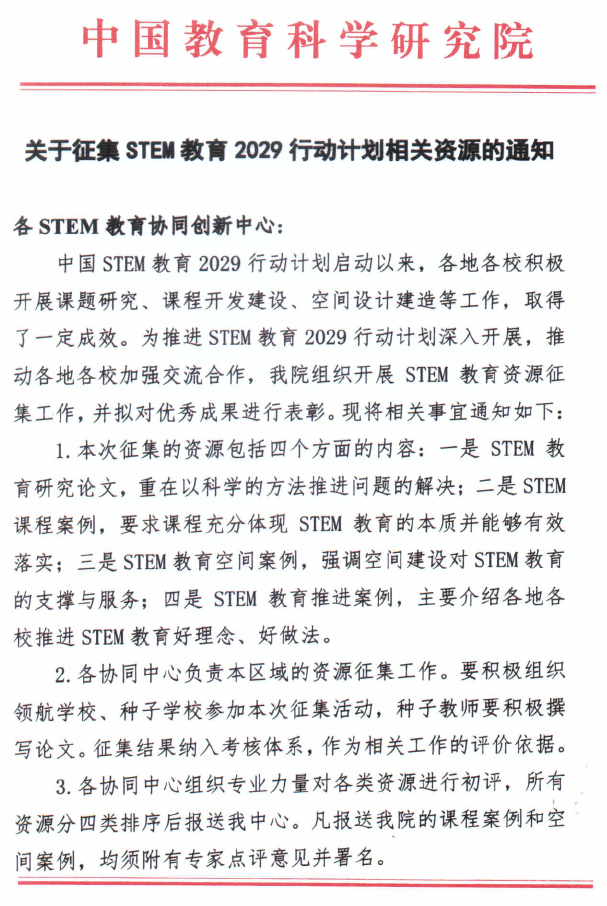 中国教育科学研究院
关于征集 STEM 教育 2029 行动计划相关资源的通知
各 STEM 教育协同创新中心：
中国 STEM 教育 2029 行动计划启动以来，各地各校积极
开展课题研究、课程开发建设、空间设计建造等工作，取得
了一定成效。为推进 STEM 教育 2029 行动计划深入开展，推
动各地各校加强交流合作，我院组织开展 STEM 教育资源征
集工作，并拟对优秀成果进行表彰。现将相关事宜通知如下：
1.本次征集的资源包括四个方面的内容：一是 STEM 教
育研究论文，重在以科学的方法推进问题的解决；二是 STEM
课程案例，要求课程充分体现 STEM 教育的本质并能够有效
落实；三是 STEM 教育空间案例，强调空间建设对 STEM 教育
的支撑与服务；四是 STEM 教育推进案例，主要介绍各地各
校推进 STEM 教育好理念、好做法。
2.各协同中心负责本区域的资源征集工作。要积极组织
领航学校、种子学校参加本次征集活动，种子教师要积极撰
写论文。征集结果纳入考核体系，作为相关工作的评价依据。
3.各协同中心组织专业力量对各类资源进行初评，所有
资源分四类排序后报送我中心。凡报送我院的课程案例和空
间案例，均须附有专家点评意见并署名。